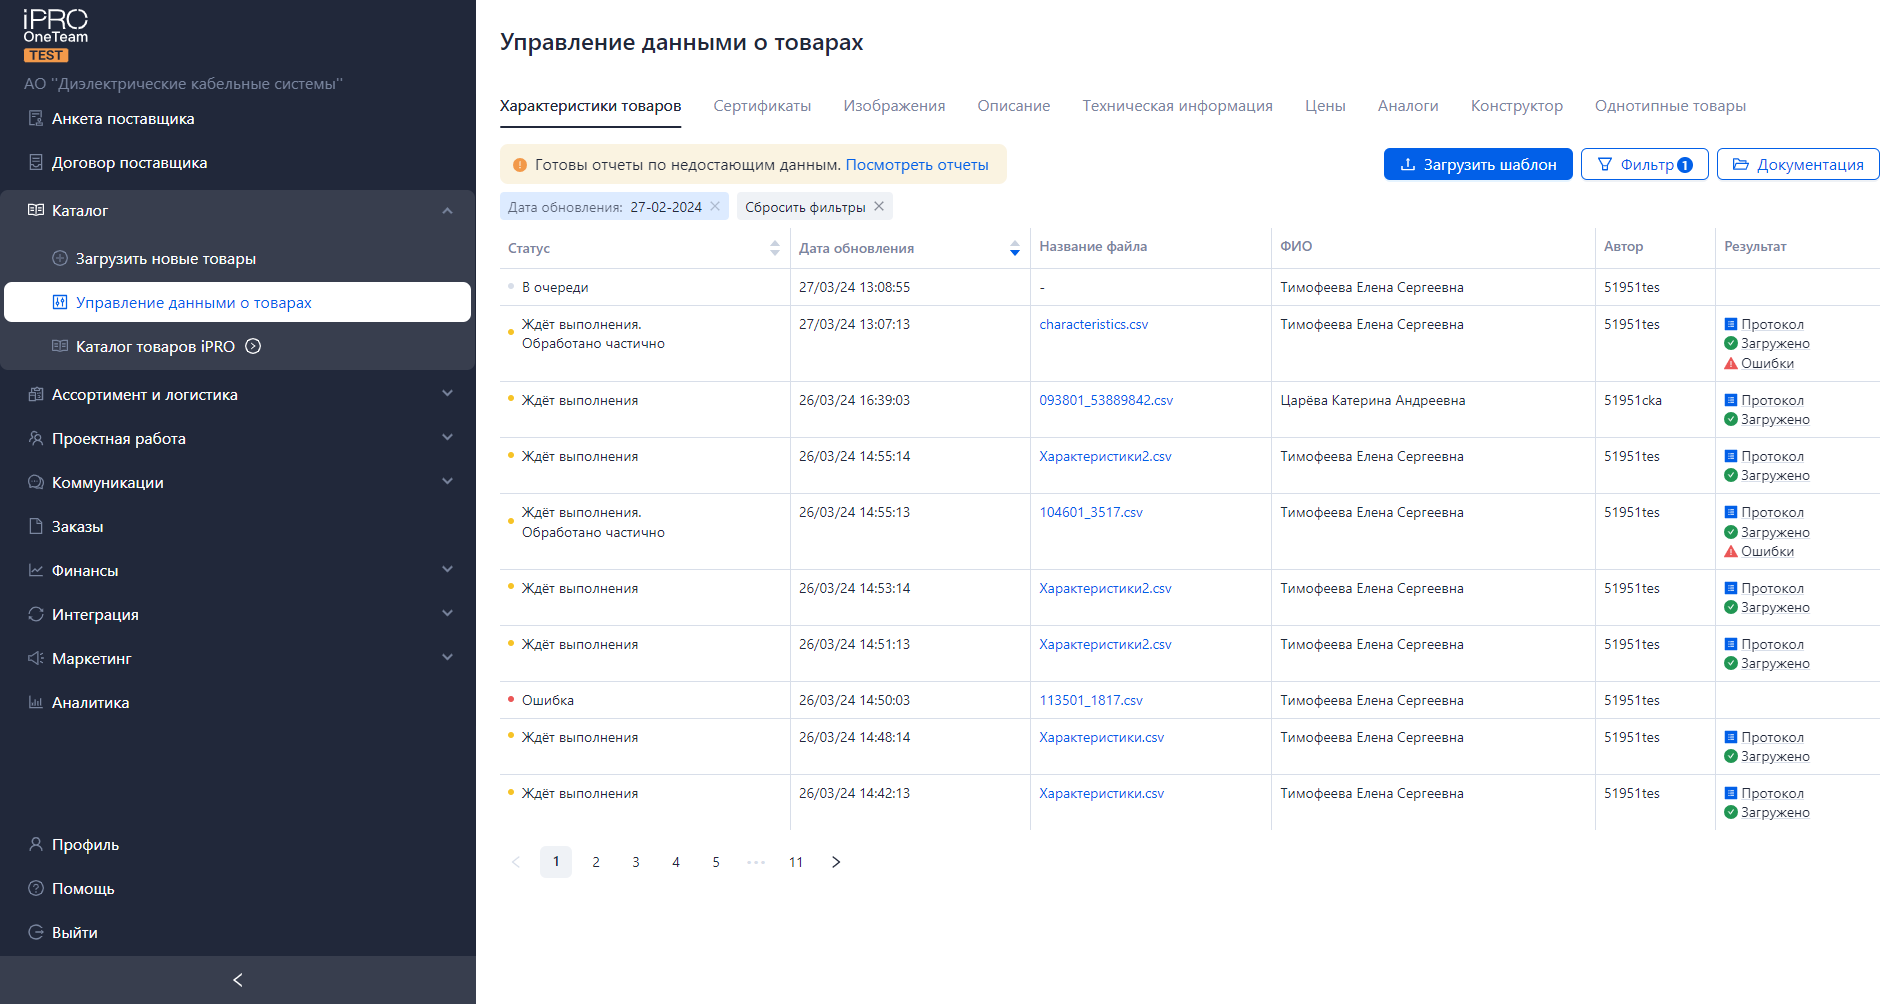 iPRO
OneTeam
TEST
АО "Диэлектрические кабельные системы"
Анкета поставщика
Договор поставщика
Каталог
Загрузить новые товары
Управление данными о товарах
Каталог товаров iPRO
Ассортимент и логистика
Проектная работа
Коммуникации
Заказы
Финансы
Интеграция
Маркетинг
Аналитика
Профиль
Помощь
Выйти
Управление данными о товарах
Характеристики товаров Сертификаты Изображения Описание Техническая информация Цены Аналоги Конструктор Однотипные товары
Готовы отчеты по недостающим данным. Посмотреть отчеты
Загрузить шаблон Фильтр 1 Документация
Дата обновления: 27-02-2024 Сбросить фильтры
Статус Дата обновления Название файла ФИО Автор Результат
В очереди 27/03/24 13:08:55 - Тимофеева Елена Сергеевна 51951tes
Ждёт выполнения. 27/03/24 13:07:13 characteristics.csv Тимофеева Елена Сергеевна 51951tes Протокол
Обработано частично Загружено
Ошибки
Ждёт выполнения 26/03/24 16:39:03 093801_53889842.csv Царёва Катерина Андреевна 51951cka Протокол
Загружено
Ждёт выполнения 26/03/24 14:55:14 Характеристики2.csv Тимофеева Елена Сергеевна 51951tes Протокол
Загружено
Ждёт выполнения. 26/03/24 14:55:13 104601_3517.csv Тимофеева Елена Сергеевна 51951tes Протокол
Обработано частично Загружено
Ошибки
Ждёт выполнения 26/03/24 14:53:14 Характеристики2.csv Тимофеева Елена Сергеевна 51951tes Протокол
Загружено
Ждёт выполнения 26/03/24 14:51:13 Характеристики2.csv Тимофеева Елена Сергеевна 51951tes Протокол
Загружено
Ошибка 26/03/24 14:50:03 113501_1817.csv Тимофеева Елена Сергеевна 51951tes
Ждёт выполнения 26/03/24 14:48:14 Характеристики.csv Тимофеева Елена Сергеевна 51951tes Протокол
Загружено
Ждёт выполнения 26/03/24 14:42:13 Характеристики.csv Тимофеева Елена Сергеевна 51951tes Протокол
Загружено
1 2 3 4 5 ••• 11